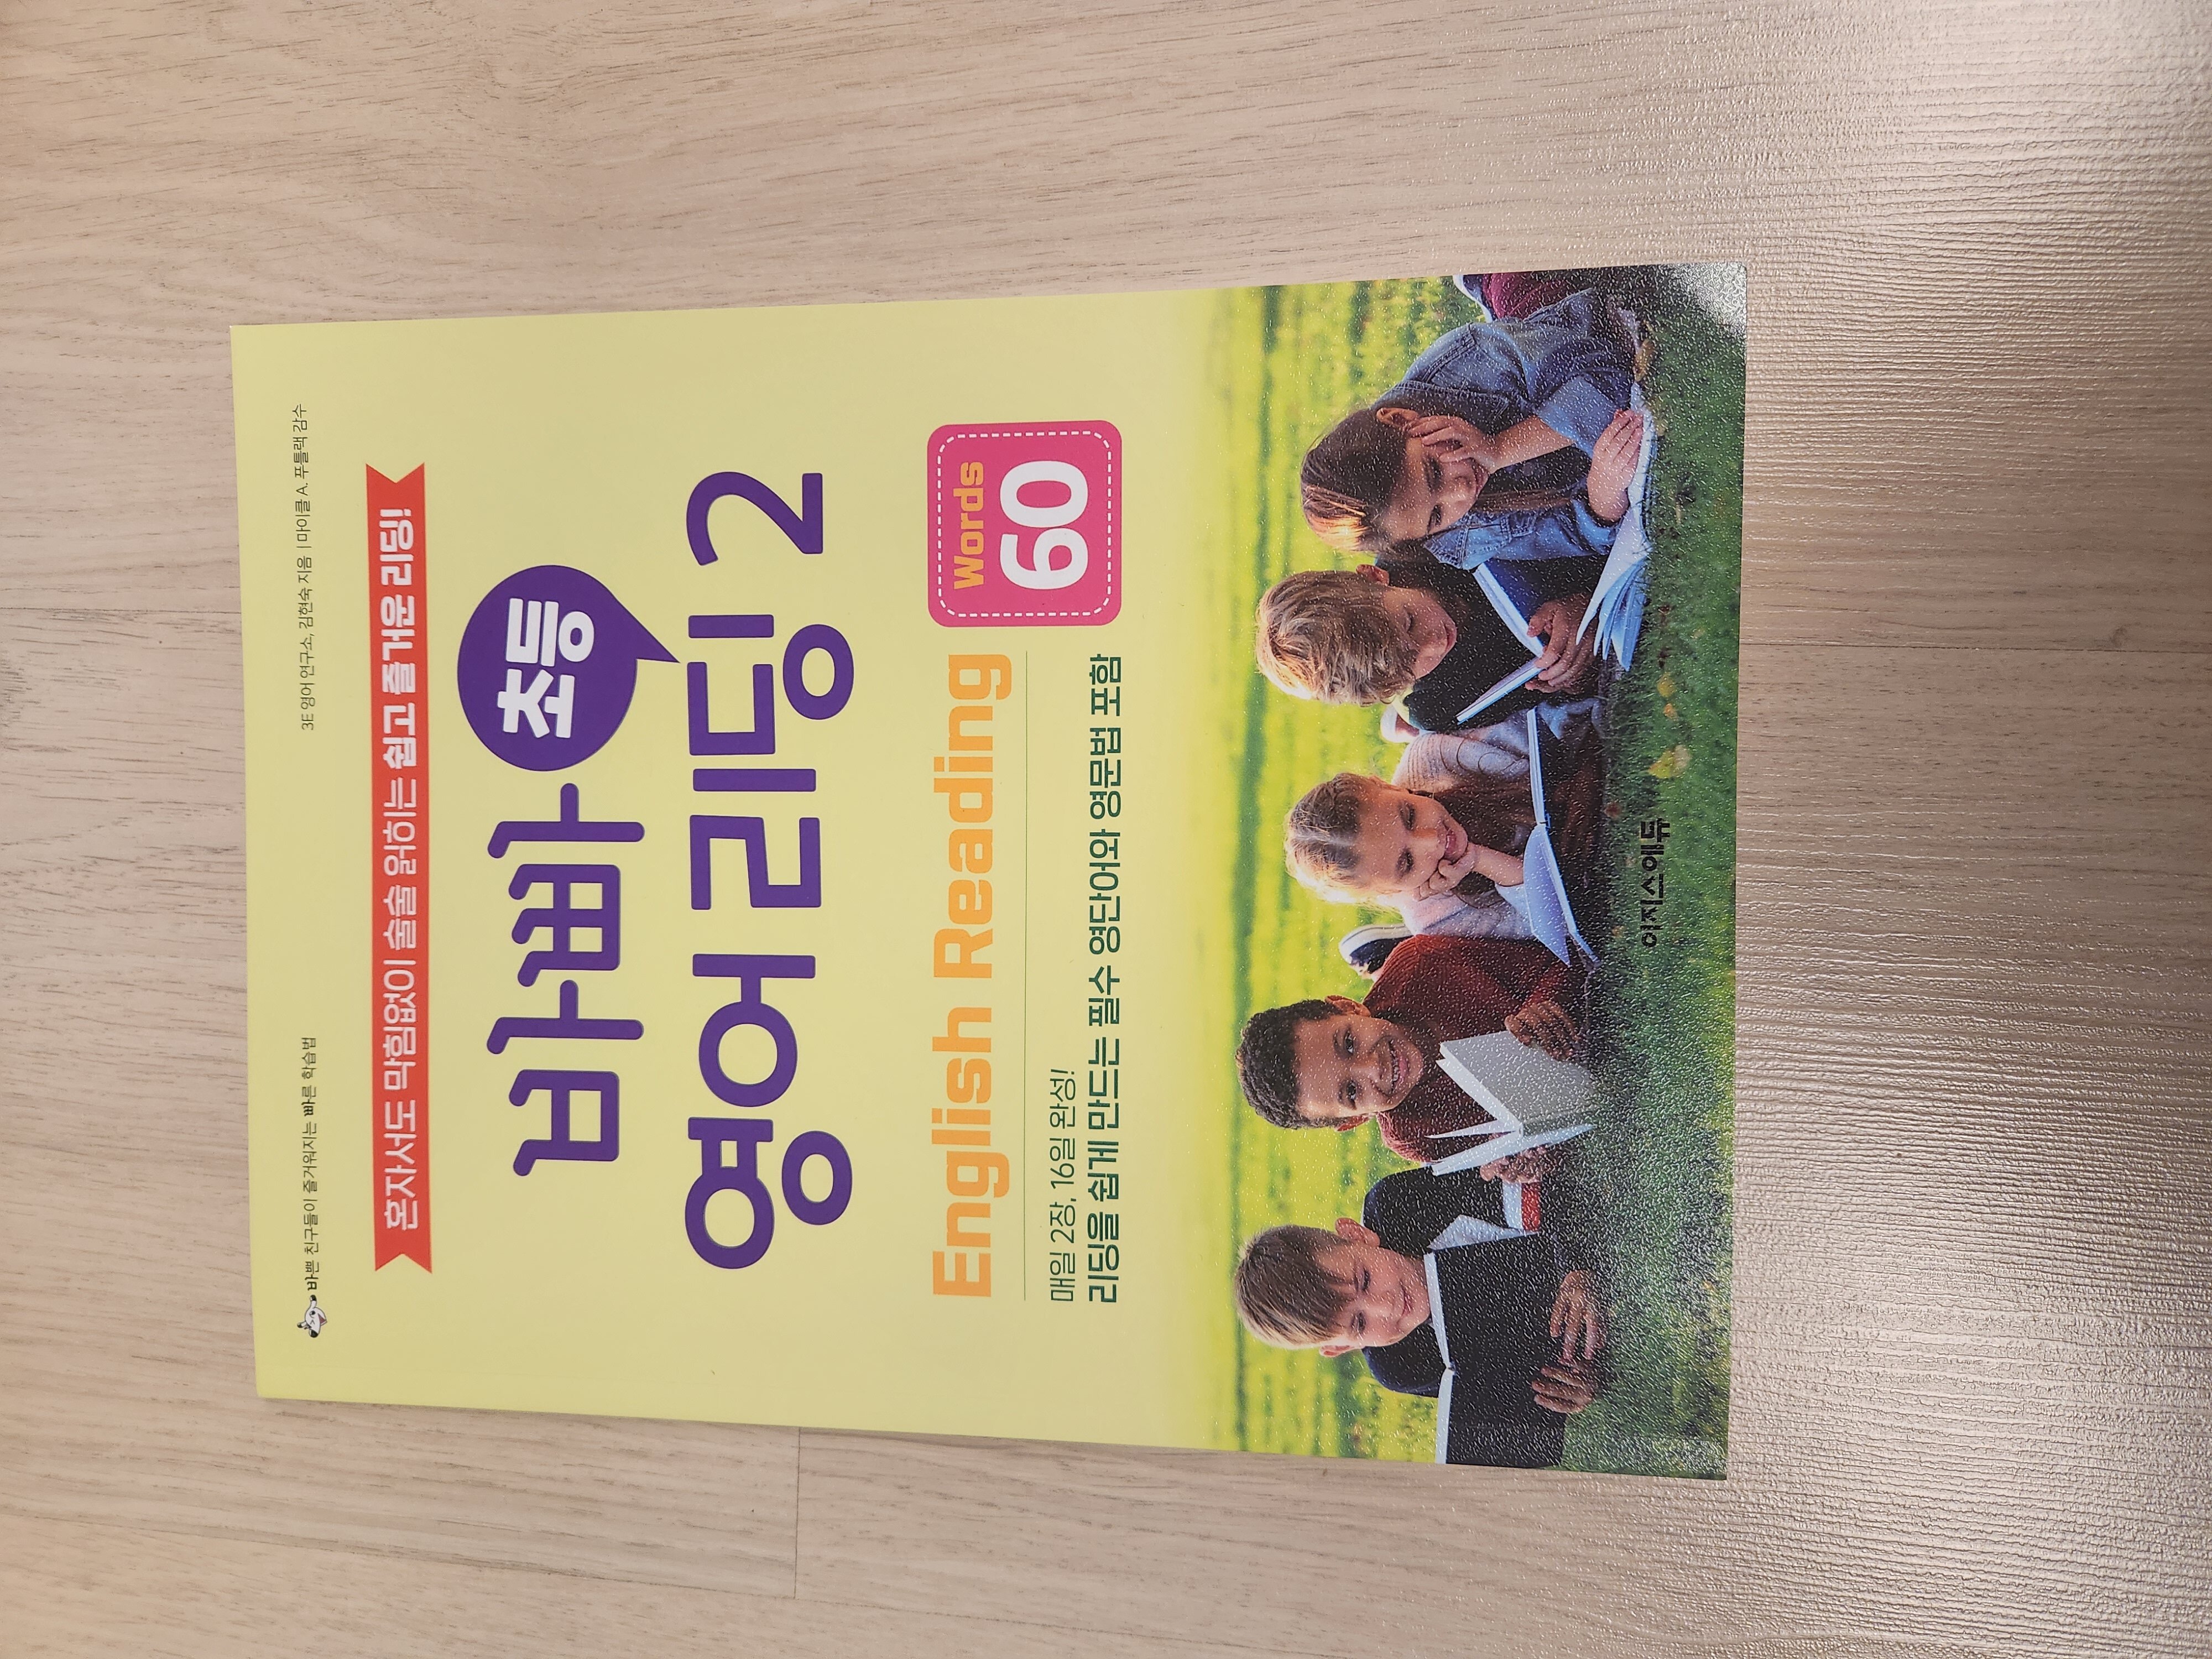 바쁜 친구들이 즐거워지는 빠른 학습법
3E 영어 연구소, 김현숙 지음 | 마이클 A. 푸틀랙 감수
혼자서도 막힘없이 술술 읽히는 쉽고 즐거운 리딩!
바빠 초등
영어 리딩 2
English Reading
Words
60
매일 2장, 16일 완성!
리딩을 쉽게 만드는 필수 영단어와 영문법 포함
이지스에듀